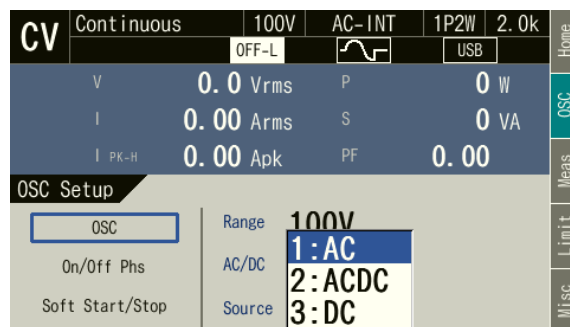 CV Continuous 100V AC-INT 1P2W 2.0k
OFF-L USB
V 0.0 Vrms P 0 W
I 0.00 Arms S 0 VA
I PK-H 0.00 Apk PF 0.00
OSC Setup
OSC
On/Off Phs
Soft Start/Stop
Range 100V
AC/DC
Source
1:AC
2:ACDC
3:DC
Home
OSC
Meas
Limit
Misc